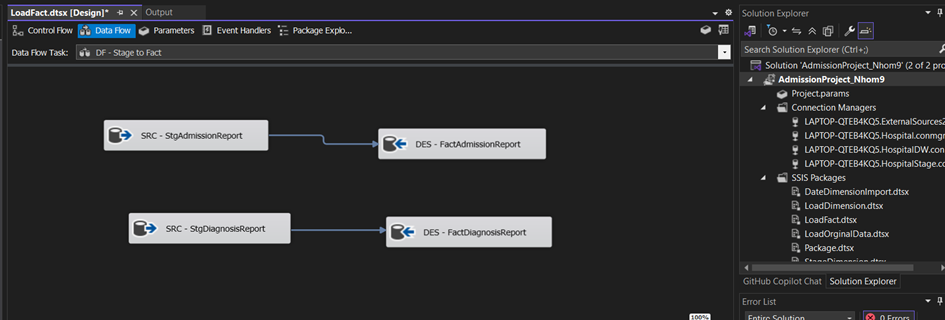 LoadFact.dtsx [Design]*
Output
Control Flow
Data Flow
Parameters
Event Handlers
Package Explo...
Data Flow Task:
DF - Stage to Fact
SRC - StgAdmissionReport
DES - FactAdmissionReport
SRC - StgDiagnosisReport
DES - FactDiagnosisReport
100%
Solution Explorer
Search Solution Explorer (Ctrl+;)
Solution 'AdmissionProject_Nhom9' (2 of 2 pro
AdmissionProject_Nhom9
Project.params
Connection Managers
LAPTOP-QTEB4KQ5.ExternalSources2
LAPTOP-QTEB4KQ5.Hospital.conmgr
LAPTOP-QTEB4KQ5.HospitalDW.con
LAPTOP-QTEB4KQ5.HospitalStage.co
SSIS Packages
DateDimensionImport.dtsx
LoadDimension.dtsx
LoadFact.dtsx
LoadOrginalData.dtsx
Package.dtsx
StageDimension.dtsx
GitHub Copilot Chat
Solution Explorer
Error List
Entire Solution
0 Errors